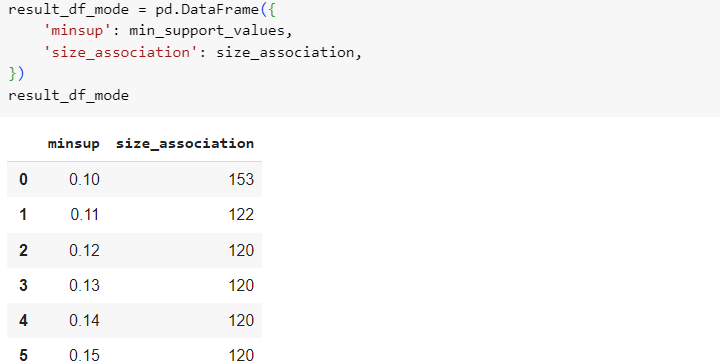 result_df_mode = pd.DataFrame({
    'minsup': min_support_values,
    'size_association': size_association,
})
result_df_mode
minsup size_association
0 0.10 153
1 0.11 122
2 0.12 120
3 0.13 120
4 0.14 120
5 0.15 120